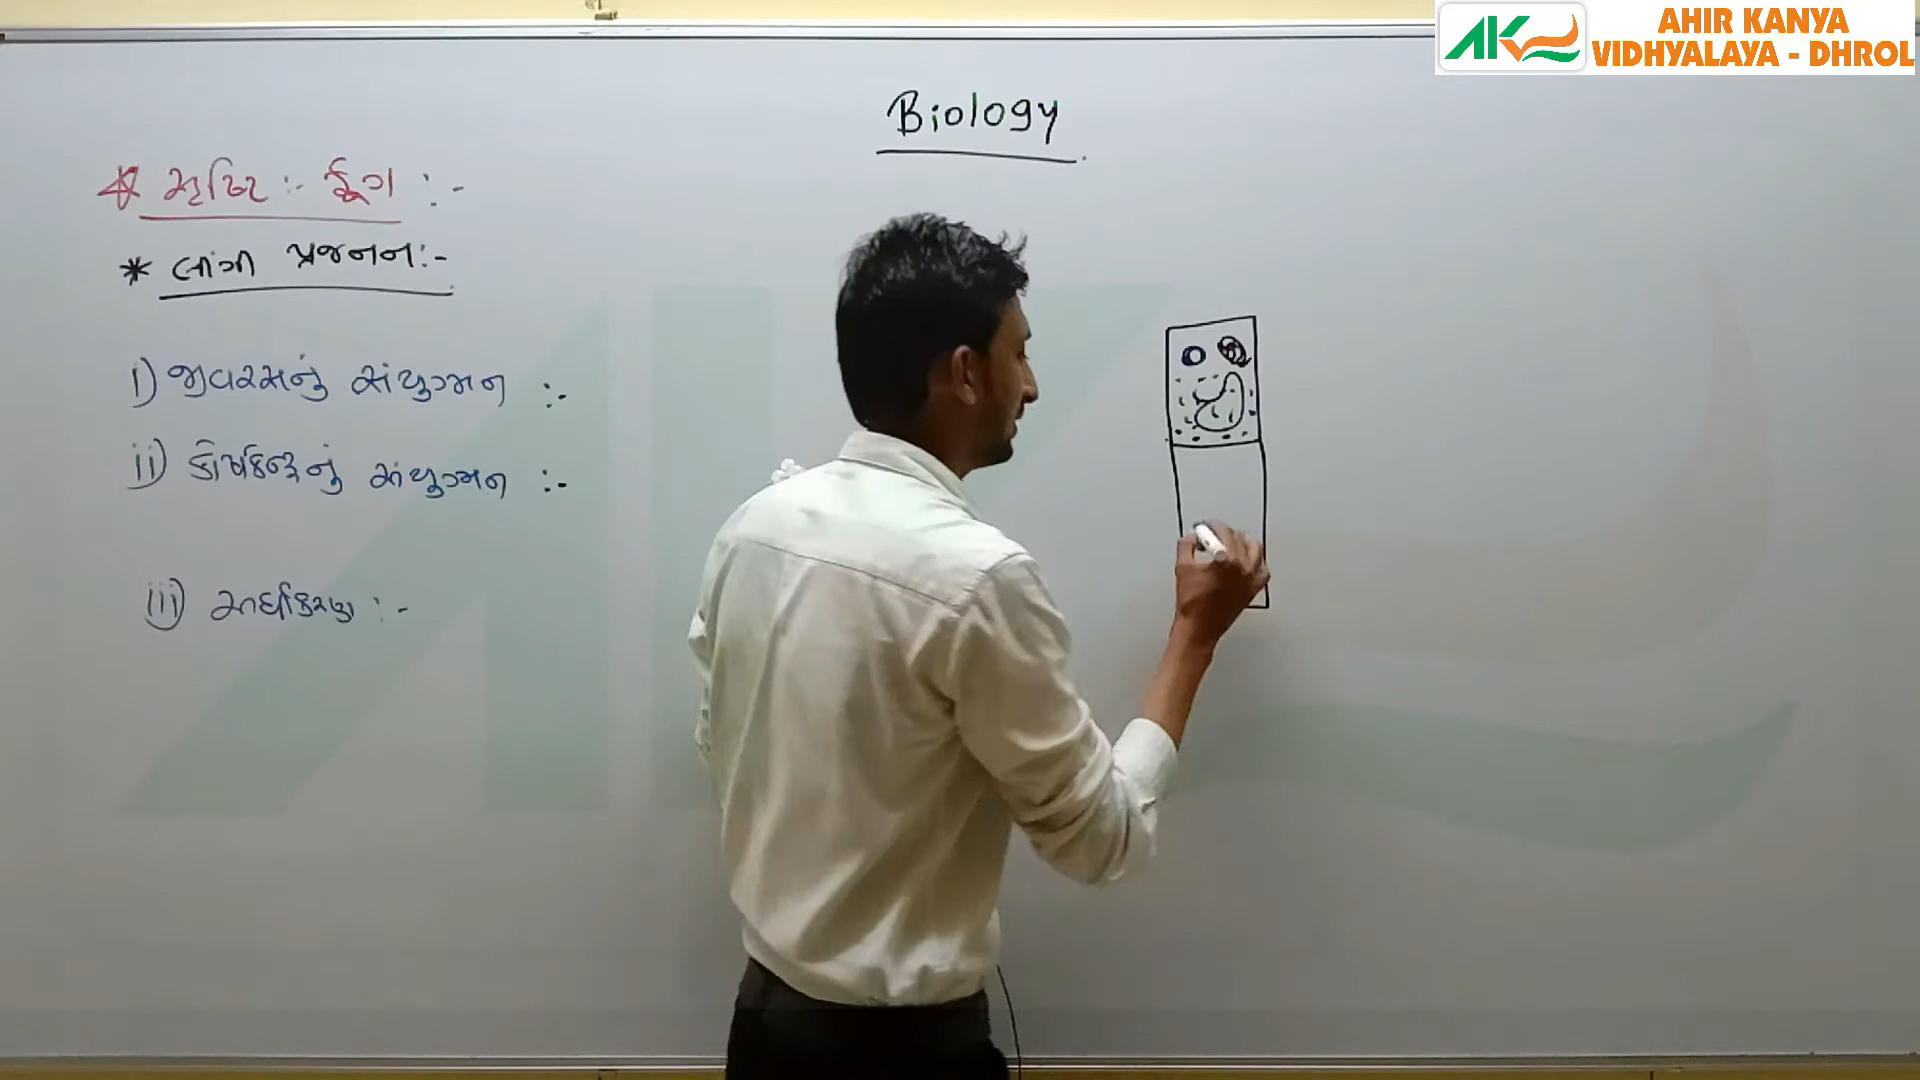 AHIR KANYA
VIDHYALAYA - DHROL
Biology
* સૃષ્ટિ :- ફૂગ :-
* લીંગી પ્રજનન :-
i) જીવરસનું સંયુગ્મન :-
ii) કોષકેન્દ્રનું સંયુગ્મન :-
iii) અર્ધીકરણ :-